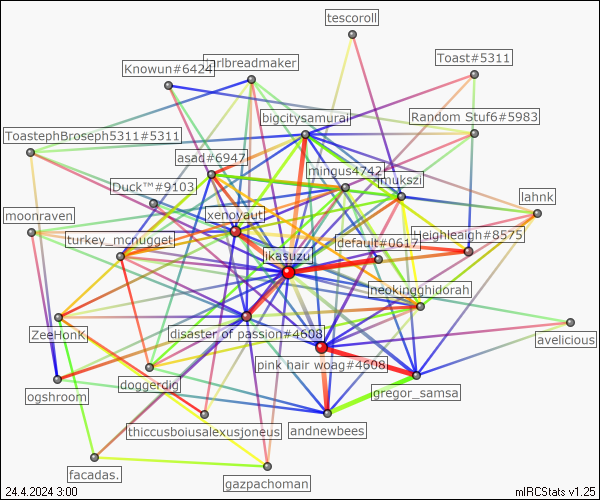 tescoroll
Toast#5311
Knowun#6424
jarlbreadmaker
bigcitysamurai
Random Stuf6#5983
ToastephBroseph5311#5311
asad#6947
mingus4742
mukszi
Duck™#9103
lahnk
moonraven
xenoyaut
turkey_mcnugget
default#0617
Heighleaigh#8575
ikasuzu
neokingghidorah
ZeeHonK
disaster of passion#4608
avelicious
pink hair woag#4608
doggerdig
ogshroom
gregor_samsa
thiccusboiusalexusjoneus
andnewbees
facadas.
gazpachoman
24.4.2024 3:00
mIRCStats v1.25